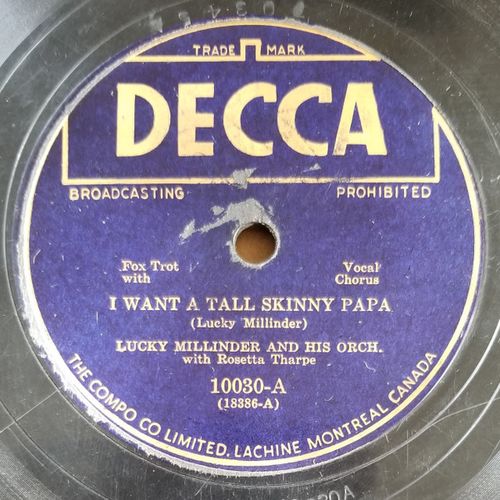 TRADE MARK
DECCA
BROADCASTING PROHIBITED
Fox Trot Vocal
with Chorus
I WANT A TALL SKINNY PAPA
(Lucky Millinder)
LUCKY MILLINDER AND HIS ORCH.
with Rosetta Tharpe
10030-A
(18386-A)
THE COMPO CO LIMITED, LACHINE MONTREAL CANADA